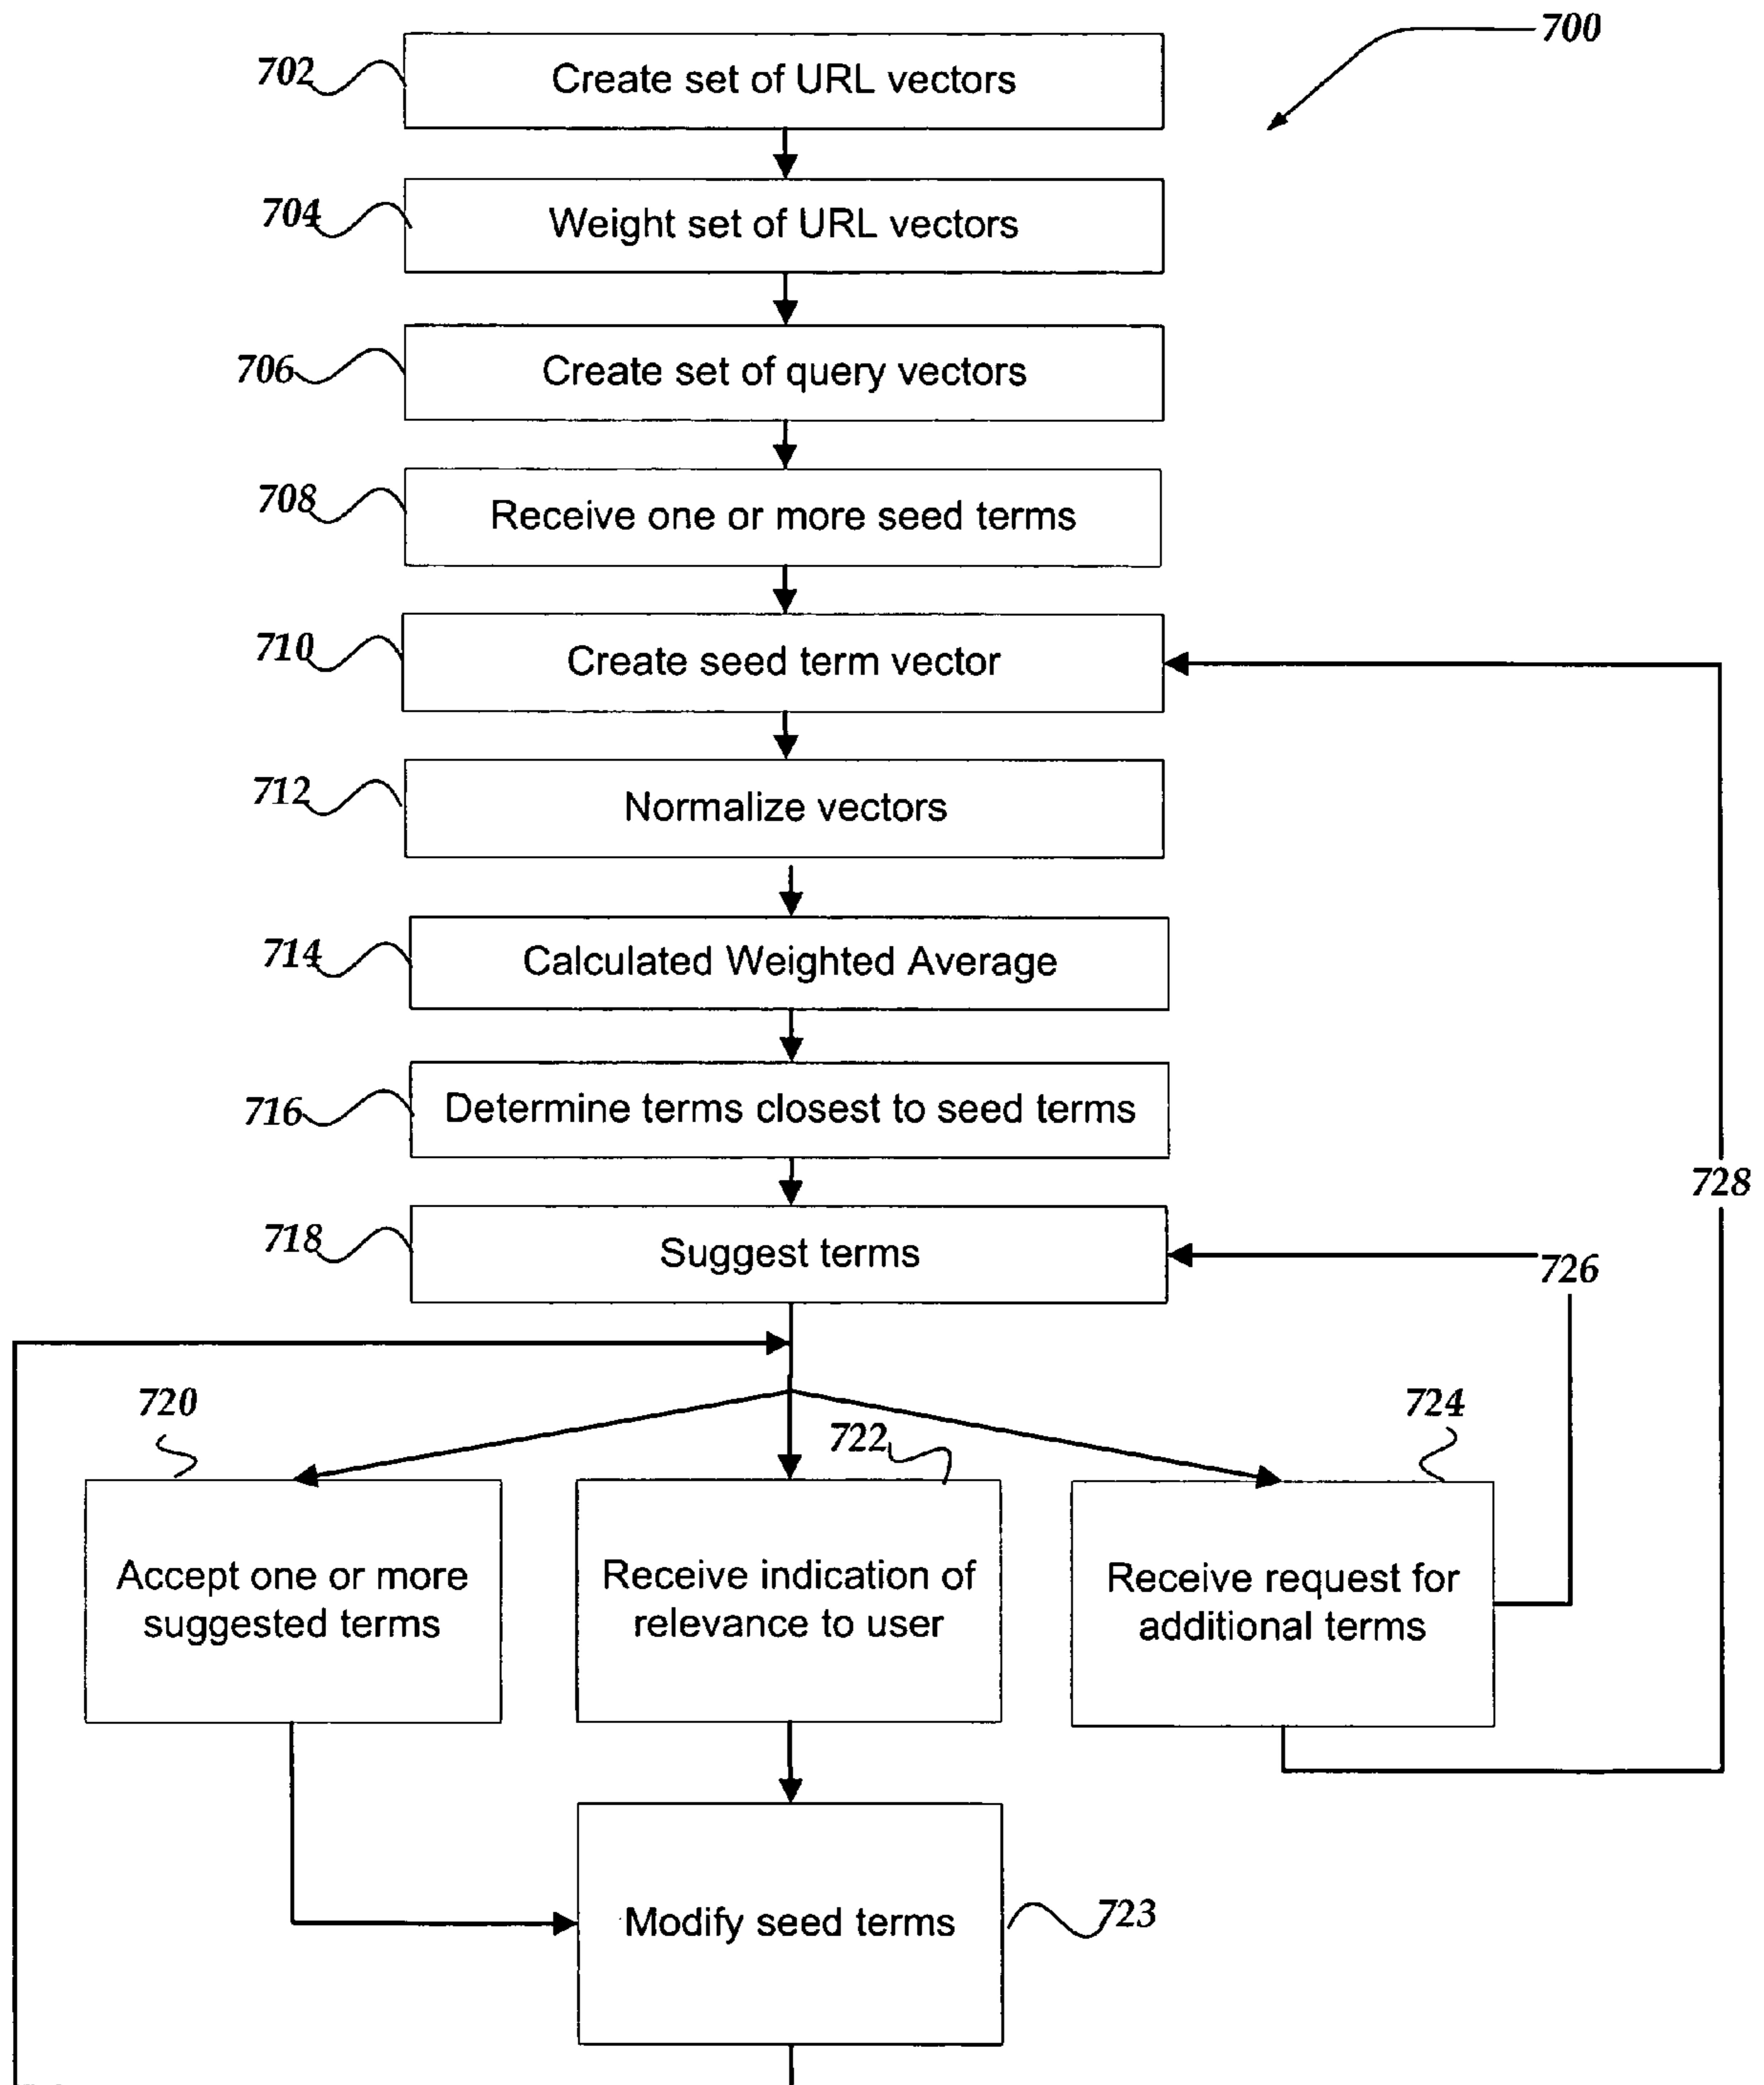 700
702
Create set of URL vectors
704
Weight set of URL vectors
706
Create set of query vectors
708
Receive one or more seed terms
710
Create seed term vector
712
Normalize vectors
714
Calculated Weighted Average
716
Determine terms closest to seed terms
728
718
Suggest terms
726
720
722
724
Accept one or more
suggested terms
Receive indication of
relevance to user
Receive request for
additional terms
Modify seed terms
723